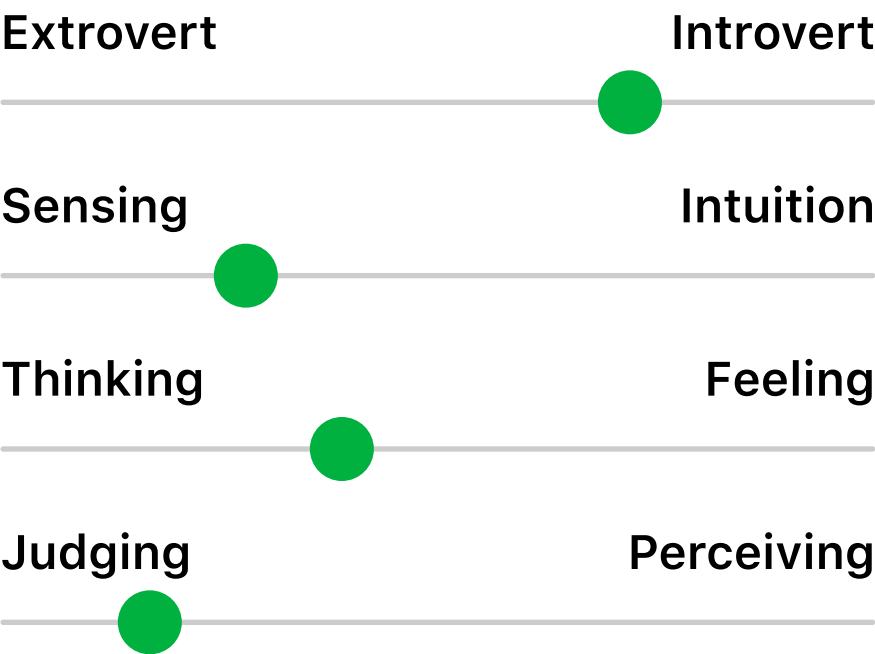 Extrovert Introvert
Sensing Intuition
Thinking Feeling
Judging Perceiving